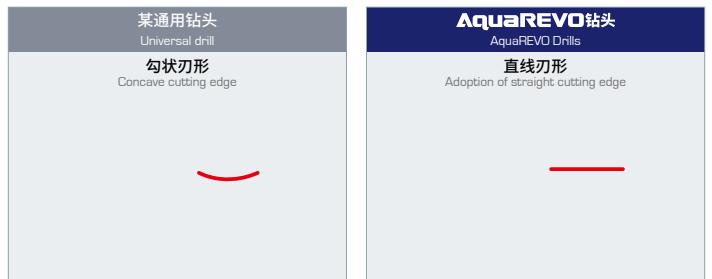 某通用钻头
Universal drill
勾状刃形
Concave cutting edge
AquaREVO钻头
AquaREVO Drills
直线刃形
Adoption of straight cutting edge